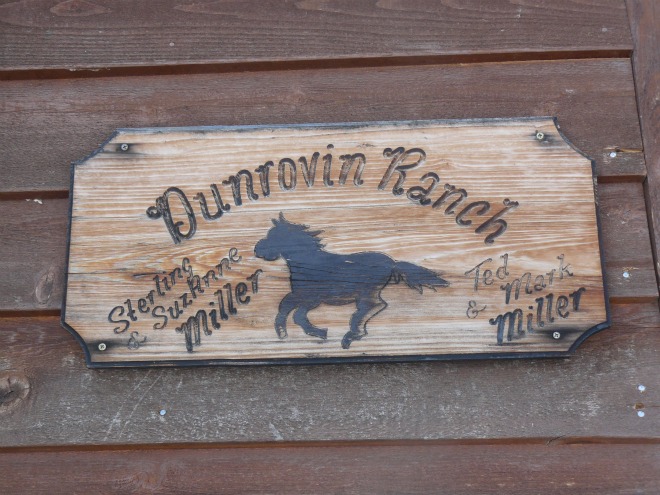 Dunrovin Ranch
Sterling
& Suzanne
Miller
Ted
& Mark
Miller